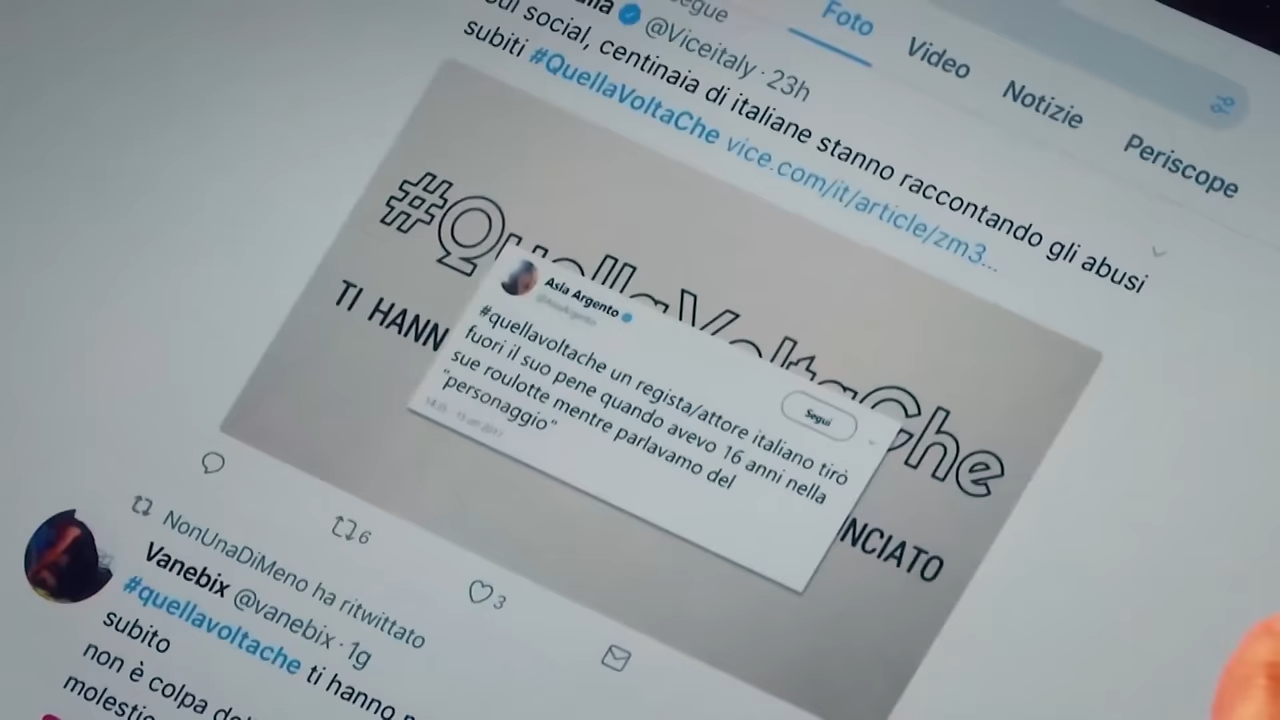 Foto
Video
Notizie
Periscope
@Viceitaly · 23h
sui social, centinaia di italiane stanno raccontando gli abusi
subiti #QuellaVoltaChe vice.com/it/article/zm3...
#QuellaVoltaChe
TI HANN
NCIATO
Asia Argento
@AsiaArgento
Segui
#quellavoltache un regista/attore italiano tirò
fuori il suo pene quando avevo 16 anni nella
sue roulotte mentre parlavamo del
"personaggio"
6
3
NonUnaDiMeno ha ritwittato
Vanebix @vanebix · 1g
#quellavoltache ti hanno
subito
non è colpa